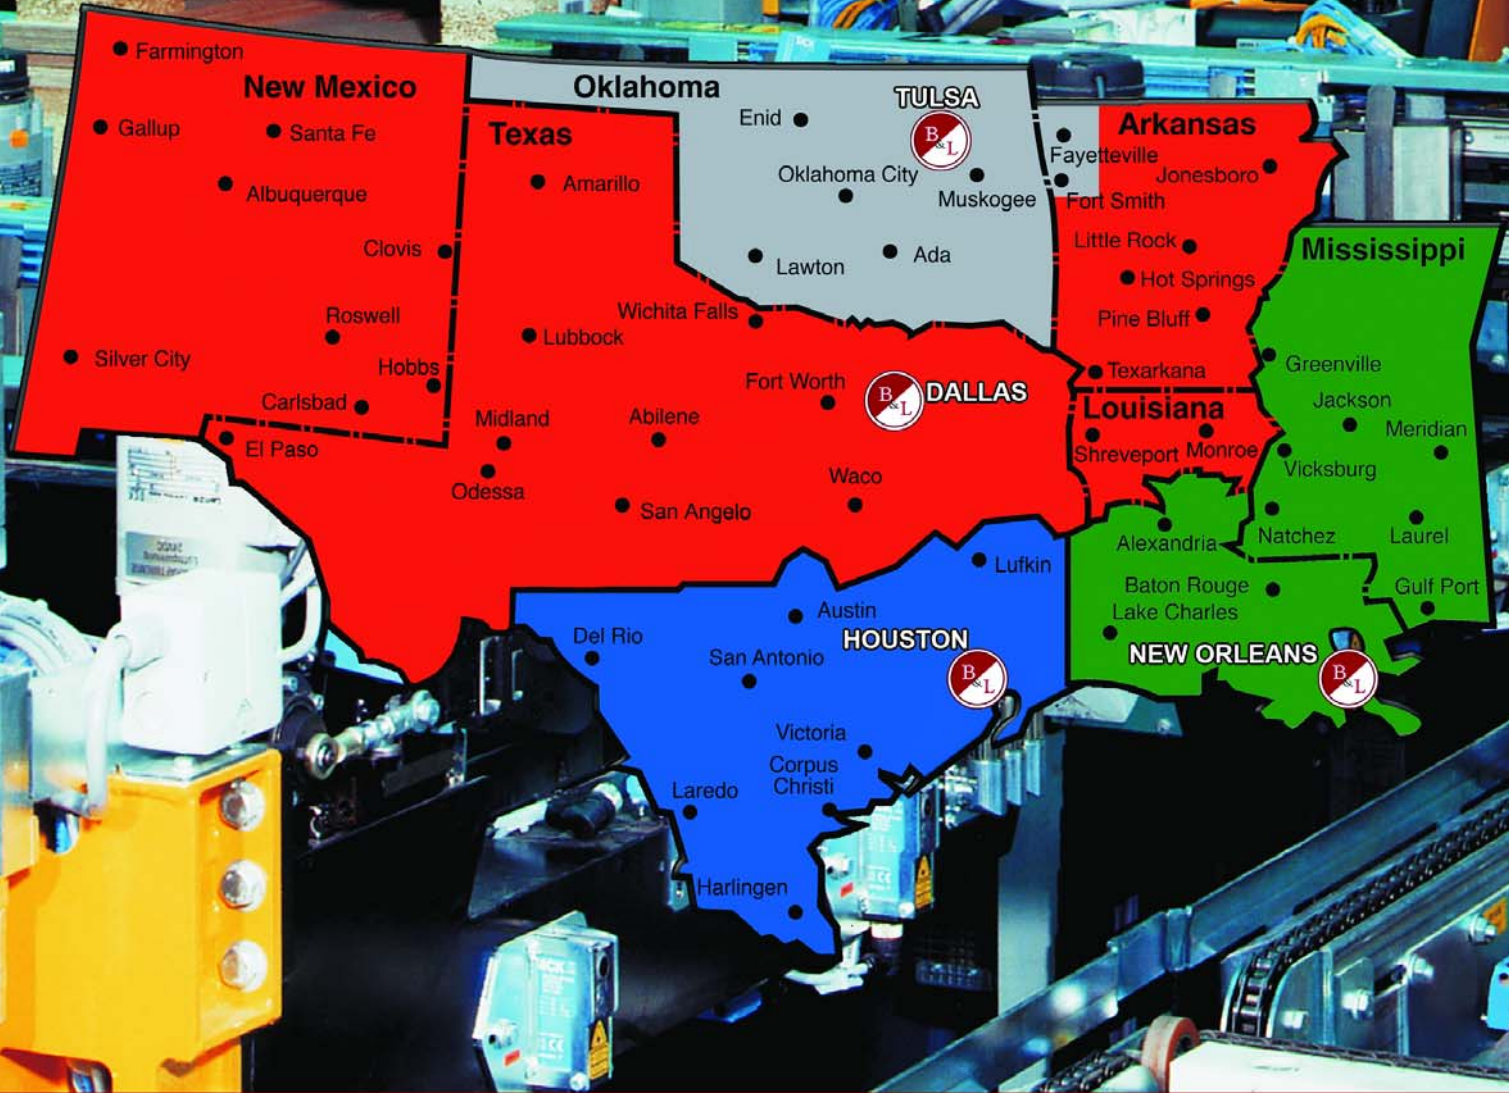 Farmington
New Mexico
Gallup
Santa Fe
Albuquerque
Clovis
Roswell
Silver City
Hobbs
Carlsbad
Oklahoma
TULSA
B&L
Enid
Oklahoma City
Muskogee
Lawton
Ada
Texas
Amarillo
Wichita Falls
Lubbock
Fort Worth
B&L
DALLAS
Midland
Abilene
El Paso
Odessa
San Angelo
Waco
Arkansas
Fayetteville
Jonesboro
Fort Smith
Little Rock
Hot Springs
Pine Bluff
Texarkana
Louisiana
Shreveport
Monroe
Mississippi
Greenville
Jackson
Meridian
Vicksburg
Natchez
Laurel
Gulf Port
Alexandria
Baton Rouge
Lake Charles
NEW ORLEANS
B&L
Lufkin
Austin
Del Rio
HOUSTON
San Antonio
B&L
Victoria
Corpus
Christi
Laredo
Harlingen
SICK